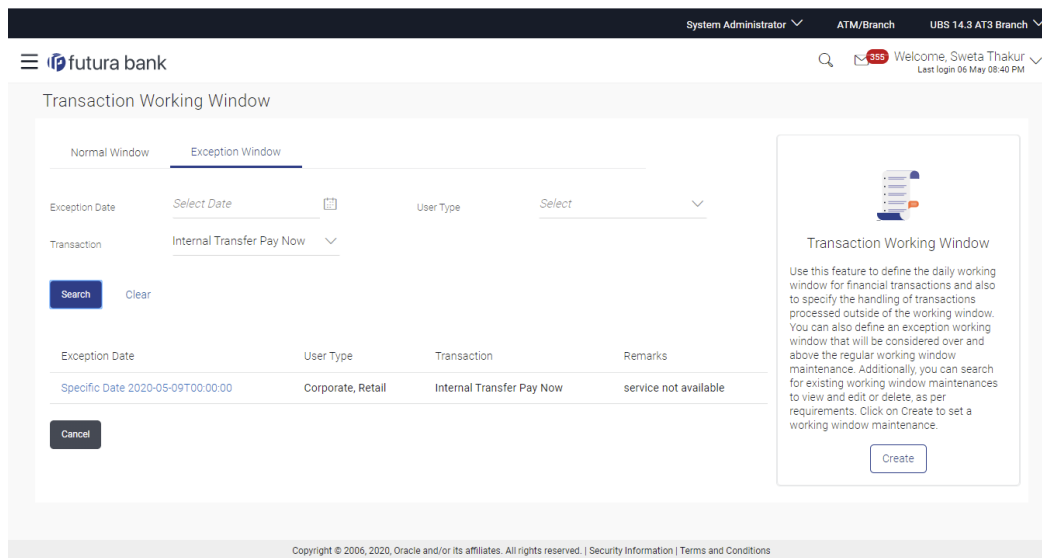 System Administrator ATM/Branch UBS 14.3 AT3 Branch
futura bank
355 Welcome, Sweta Thakur
Last login 06 May 08:40 PM
Transaction Working Window
Normal Window Exception Window
Exception Date Select Date User Type Select
Transaction Internal Transfer Pay Now
Search Clear
Exception Date User Type Transaction Remarks
Specific Date 2020-05-09T00:00:00 Corporate, Retail Internal Transfer Pay Now service not available
Cancel
Transaction Working Window
Use this feature to define the daily working
window for financial transactions and also
to specify the handling of transactions
processed outside of the working window.
You can also define an exception working
window that will be considered over and
above the regular working window
maintenance. Additionally, you can search
for existing working window maintenances
to view and edit or delete, as per
requirements. Click on Create to set a
working window maintenance.
Create
Copyright © 2006, 2020, Oracle and/or its affiliates. All rights reserved. | Security Information | Terms and Conditions